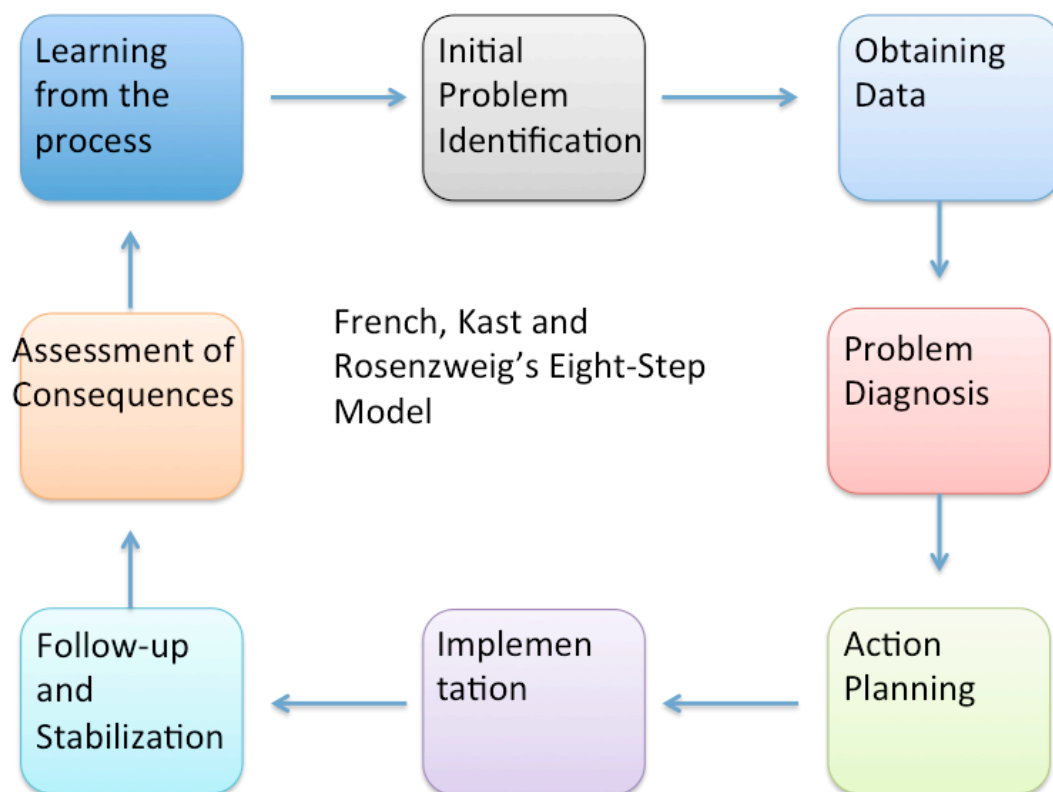 Learning
from the
process
Initial
Problem
Identification
Obtaining
Data
Assessment of
Consequences
French, Kast and
Rosenzweig’s Eight-Step
Model
Problem
Diagnosis
Follow-up
and
Stabilization
Implemen
tation
Action
Planning